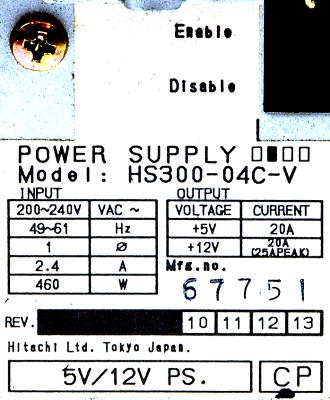 Enable
Disable
POWER SUPPLY
Model: HS300-04C-V
INPUT OUTPUT
200~240V VAC ~ VOLTAGE CURRENT
49~61 Hz +5V 20A
1 Ø +12V 20A (25APEAK)
2.4 A Mfg.no.
460 W 67751
REV. 10 11 12 13
Hitachi Ltd. Tokyo Japan.
5V/12V PS. CP